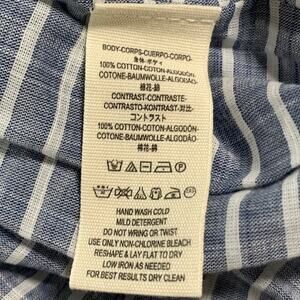 BODY-CORPS-CUERPO-CORPO-
身体·ボディ
100% COTTON-COTON-ALGODÓN-
COTONE-BAUMWOLLE-ALGODÃO
棉花-綿
CONTRAST-CONTRASTE-
CONTRASTO-KONTRAST-对比-
コントラスト
100% COTTON-COTON-ALGODÓN-
COTONE-BAUMWOLLE-ALGODÃO-
棉花-綿
HAND WASH COLD
MILD DETERGENT
DO NOT WRING OR TWIST
USE ONLY NON-CHLORINE BLEACH
RESHAPE & LAY FLAT TO DRY
LOW IRON AS NEEDED
FOR BEST RESULTS DRY CLEAN